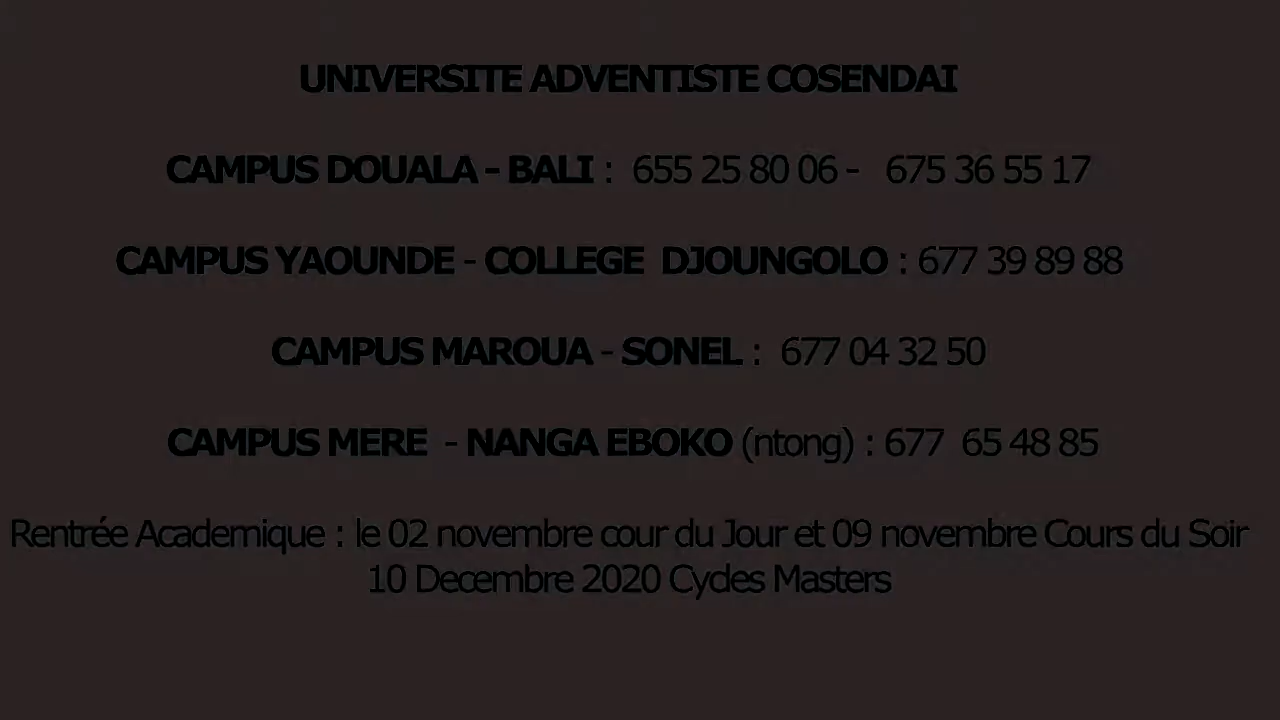 UNIVERSITE ADVENTISTE COSENDAI
CAMPUS DOUALA - BALI : 655 25 80 06 - 675 36 55 17
CAMPUS YAOUNDE - COLLEGE DJOUNGOLO : 677 39 89 88
CAMPUS MAROUA - SONEL : 677 04 32 50
CAMPUS MERE - NANGA EBOKO (ntong) : 677 65 48 85
Rentrée Academique : le 02 novembre cour du Jour et 09 novembre Cours du Soir
10 Decembre 2020 Cycles Masters